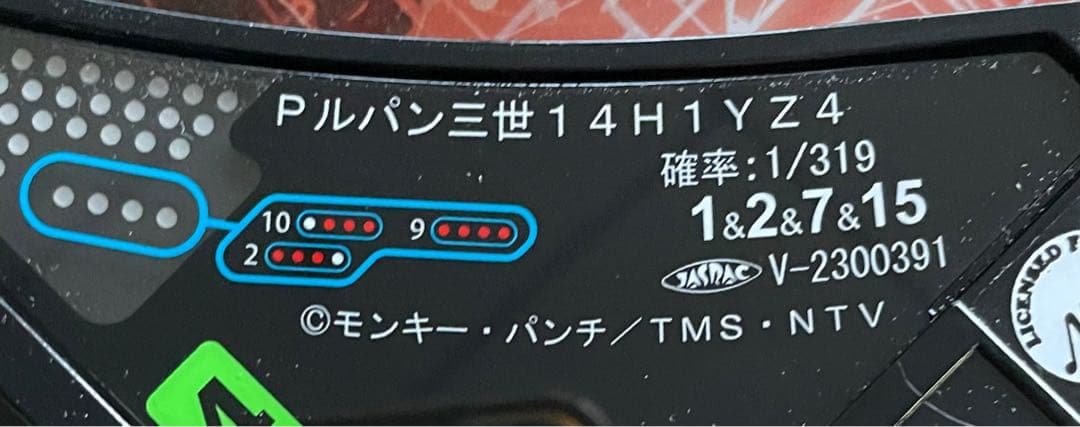 Pルパン三世14H1YZ4
確率:1/319
1&2&7&15
10
9
2
JASRAC V-2300391
©モンキー・パンチ/TMS・NTV
LICENSED